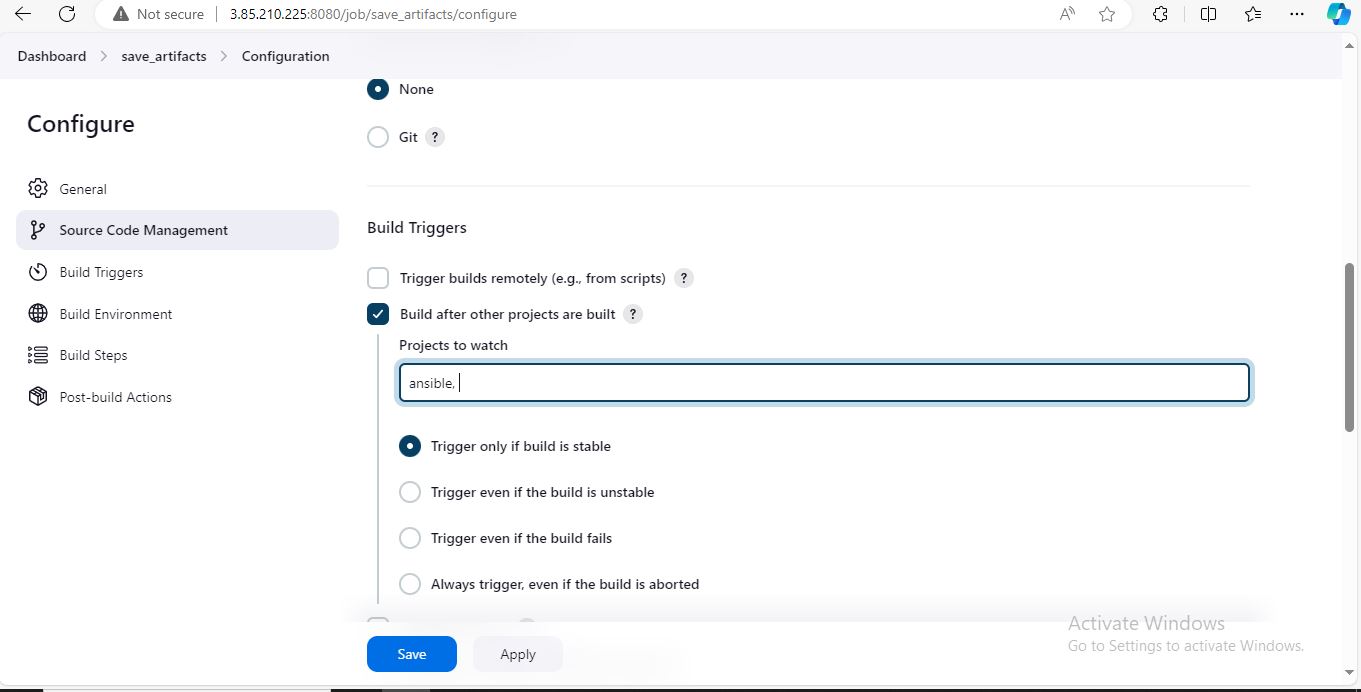 Not secure
3.85.210.225:8080/job/save_artifacts/configure
Dashboard > save_artifacts > Configuration
Configure
General
Source Code Management
Build Triggers
Build Environment
Build Steps
Post-build Actions
None
Git ?
Build Triggers
Trigger builds remotely (e.g., from scripts) ?
Build after other projects are built ?
Projects to watch
ansible,
Trigger only if build is stable
Trigger even if the build is unstable
Trigger even if the build fails
Always trigger, even if the build is aborted
Save
Apply
Activate Windows
Go to Settings to activate Windows.